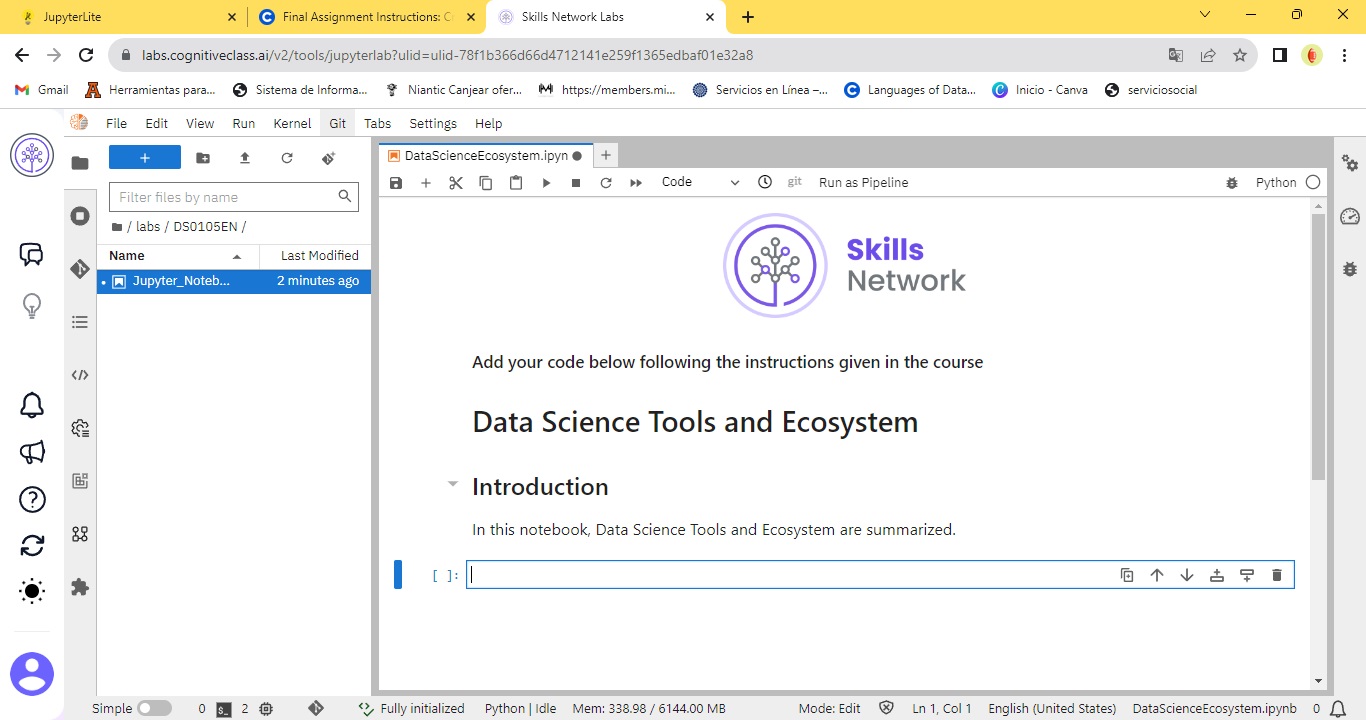 JupyterLite
Final Assignment Instructions: C
Skills Network Labs
labs.cognitiveclass.ai/v2/tools/jupyterlab?ulid=ulid-78f1b366d66d4712141e259f1365edbaf01e32a8
Gmail
Herramientas para...
Sistema de Informa...
Niantic Canjear ofer...
https://members.mi...
Servicios en Línea –...
Languages of Data...
Inicio - Canva
serviciosocial
File Edit View Run Kernel Git Tabs Settings Help
DataScienceEcosystem.ipyn
Filter files by name
/ labs / DS0105EN /
Name Last Modified
Jupyter_Noteb... 2 minutes ago
Code
git
Run as Pipeline
Python
Skills
Network
Add your code below following the instructions given in the course
Data Science Tools and Ecosystem
Introduction
In this notebook, Data Science Tools and Ecosystem are summarized.
[ ]:
Simple 0 $_ 2 Fully initialized Python | Idle Mem: 338.98 / 6144.00 MB Mode: Edit Ln 1, Col 1 English (United States) DataScienceEcosystem.ipynb 0